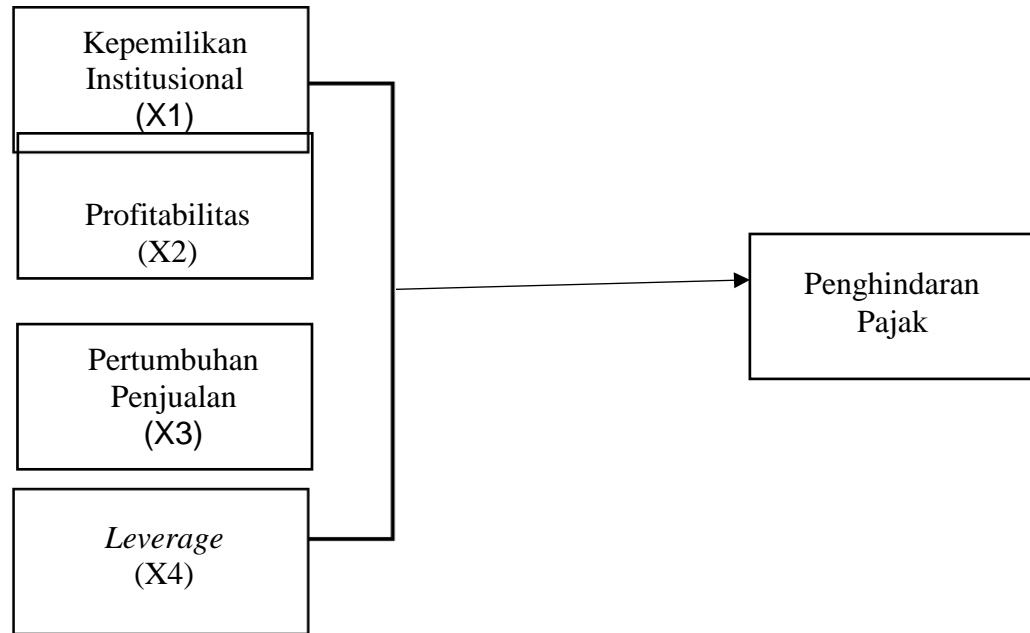 Kepemilikan
Institusional
(X1)
Profitabilitas
(X2)
Pertumbuhan
Penjualan
(X3)
Leverage
(X4)
Penghindaran
Pajak